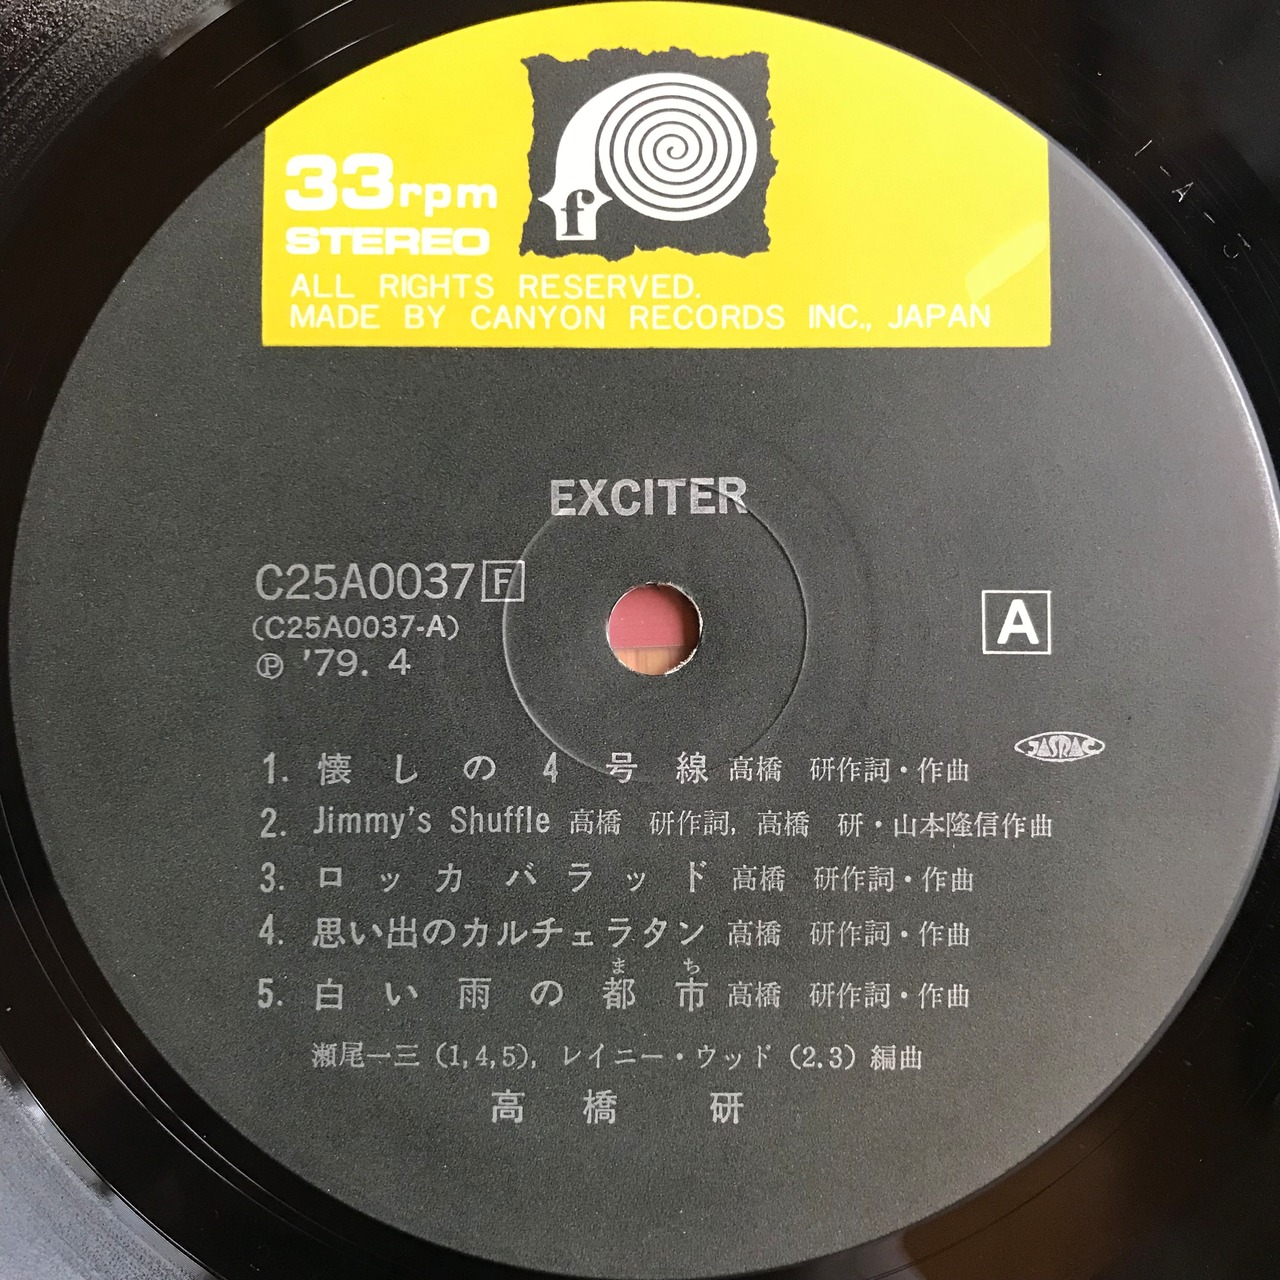 f
33rpm
STEREO
ALL RIGHTS RESERVED.
MADE BY CANYON RECORDS INC., JAPAN
EXCITER
C25A0037 F
(C25A0037-A)
℗ '79. 4
A
JASRAC
1. 懐しの4号線 高橋 研作詞・作曲
2. Jimmy's Shuffle 高橋 研作詞, 高橋 研・山本隆信作曲
3. ロッカバラッド 高橋 研作詞・作曲
4. 思い出のカルチェラタン 高橋 研作詞・作曲
まち
5. 白い雨の都市 高橋 研作詞・作曲
瀬尾一三 (1,4,5), レイニー・ウッド (2.3) 編曲
高橋 研